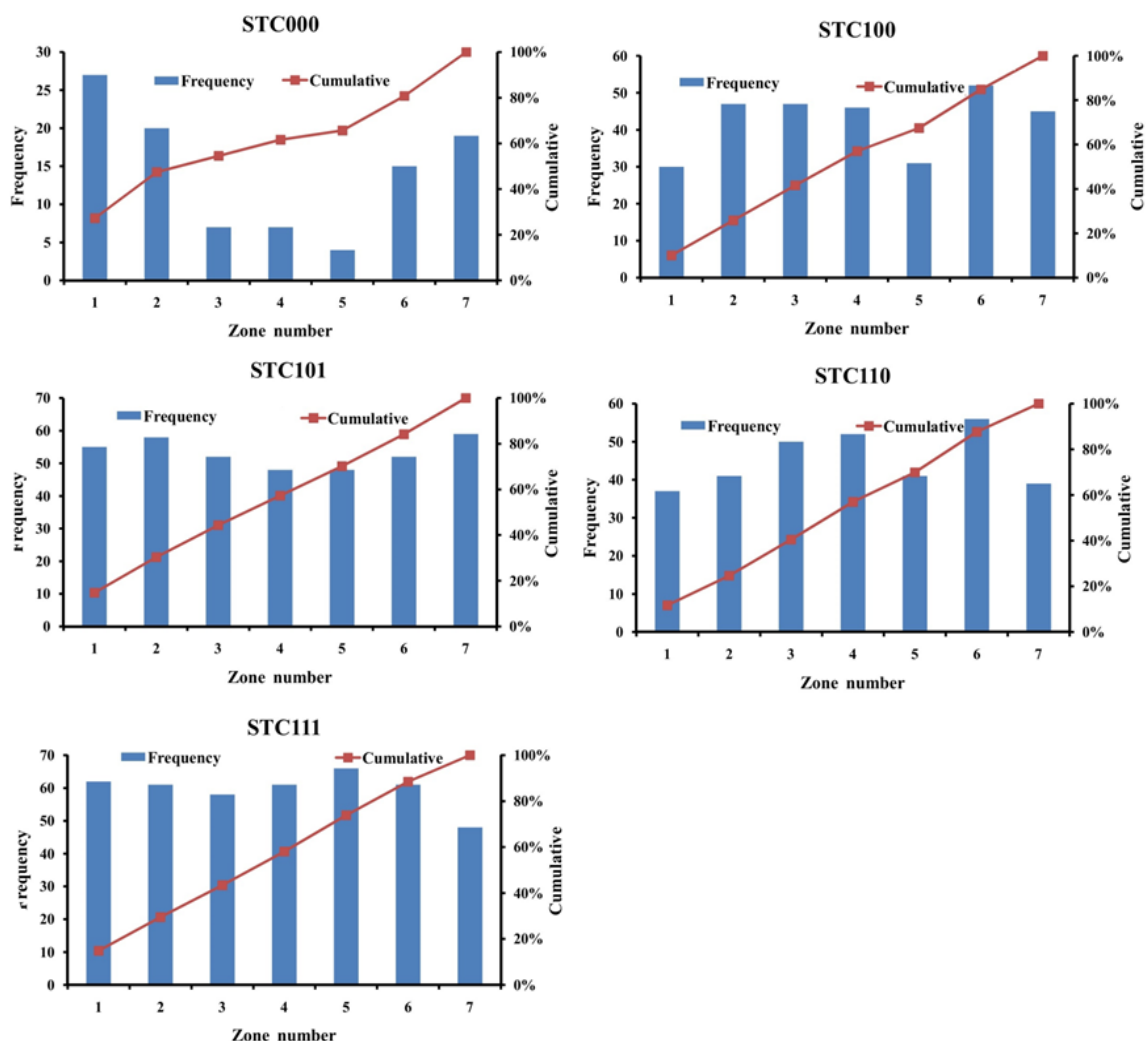 STC000
30
25
20
15
10
5
0
Frequency
Frequency Cumulative
100%
80%
60%
40%
20%
0%
Cumulative
1 2 3 4 5 6 7
Zone number
STC100
60
50
40
30
20
10
0
Frequency
Frequency Cumulative
100%
80%
60%
40%
20%
0%
Cumulative
1 2 3 4 5 6 7
Zone number
STC101
70
60
50
40
30
20
10
0
Frequency
Frequency Cumulative
100%
80%
60%
40%
20%
0%
Cumulative
1 2 3 4 5 6 7
Zone number
STC110
60
50
40
30
20
10
0
Frequency
Frequency Cumulative
100%
80%
60%
40%
20%
0%
Cumulative
1 2 3 4 5 6 7
Zone number
STC111
70
60
50
40
30
20
10
0
Frequency
Frequency Cumulative
100%
80%
60%
40%
20%
0%
Cumulative
1 2 3 4 5 6 7
Zone number